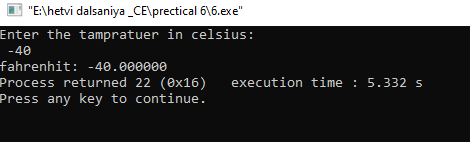 "E:\hetvi dalsaniya _CE\prectical 6\6.exe"
Enter the tampratuer in celsius:
 -40
fahrenhit: -40.000000
Process returned 22 (0x16)   execution time : 5.332 s
Press any key to continue.